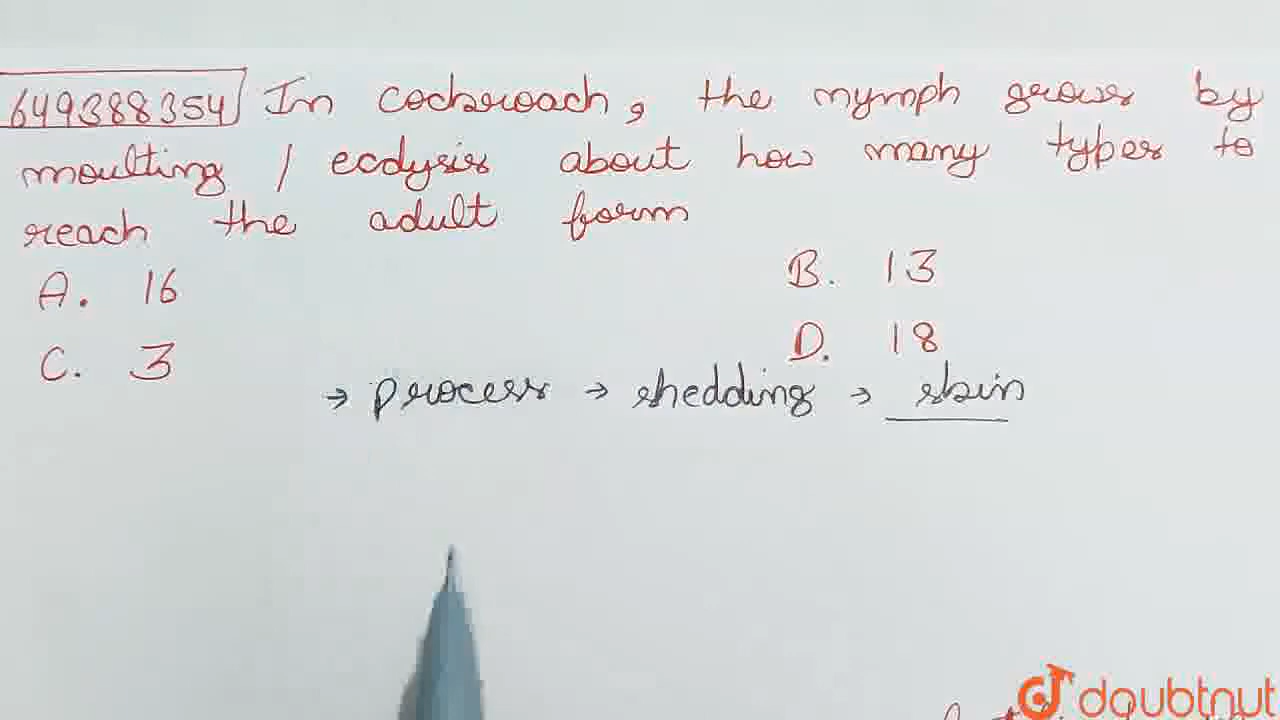 649388354 In cockroach, the nymph grows by
moulting / ecdysis about how many types to
reach the adult form
A. 16
B. 13
C. 3
D. 18
→ process → shedding → skin
doubtnut